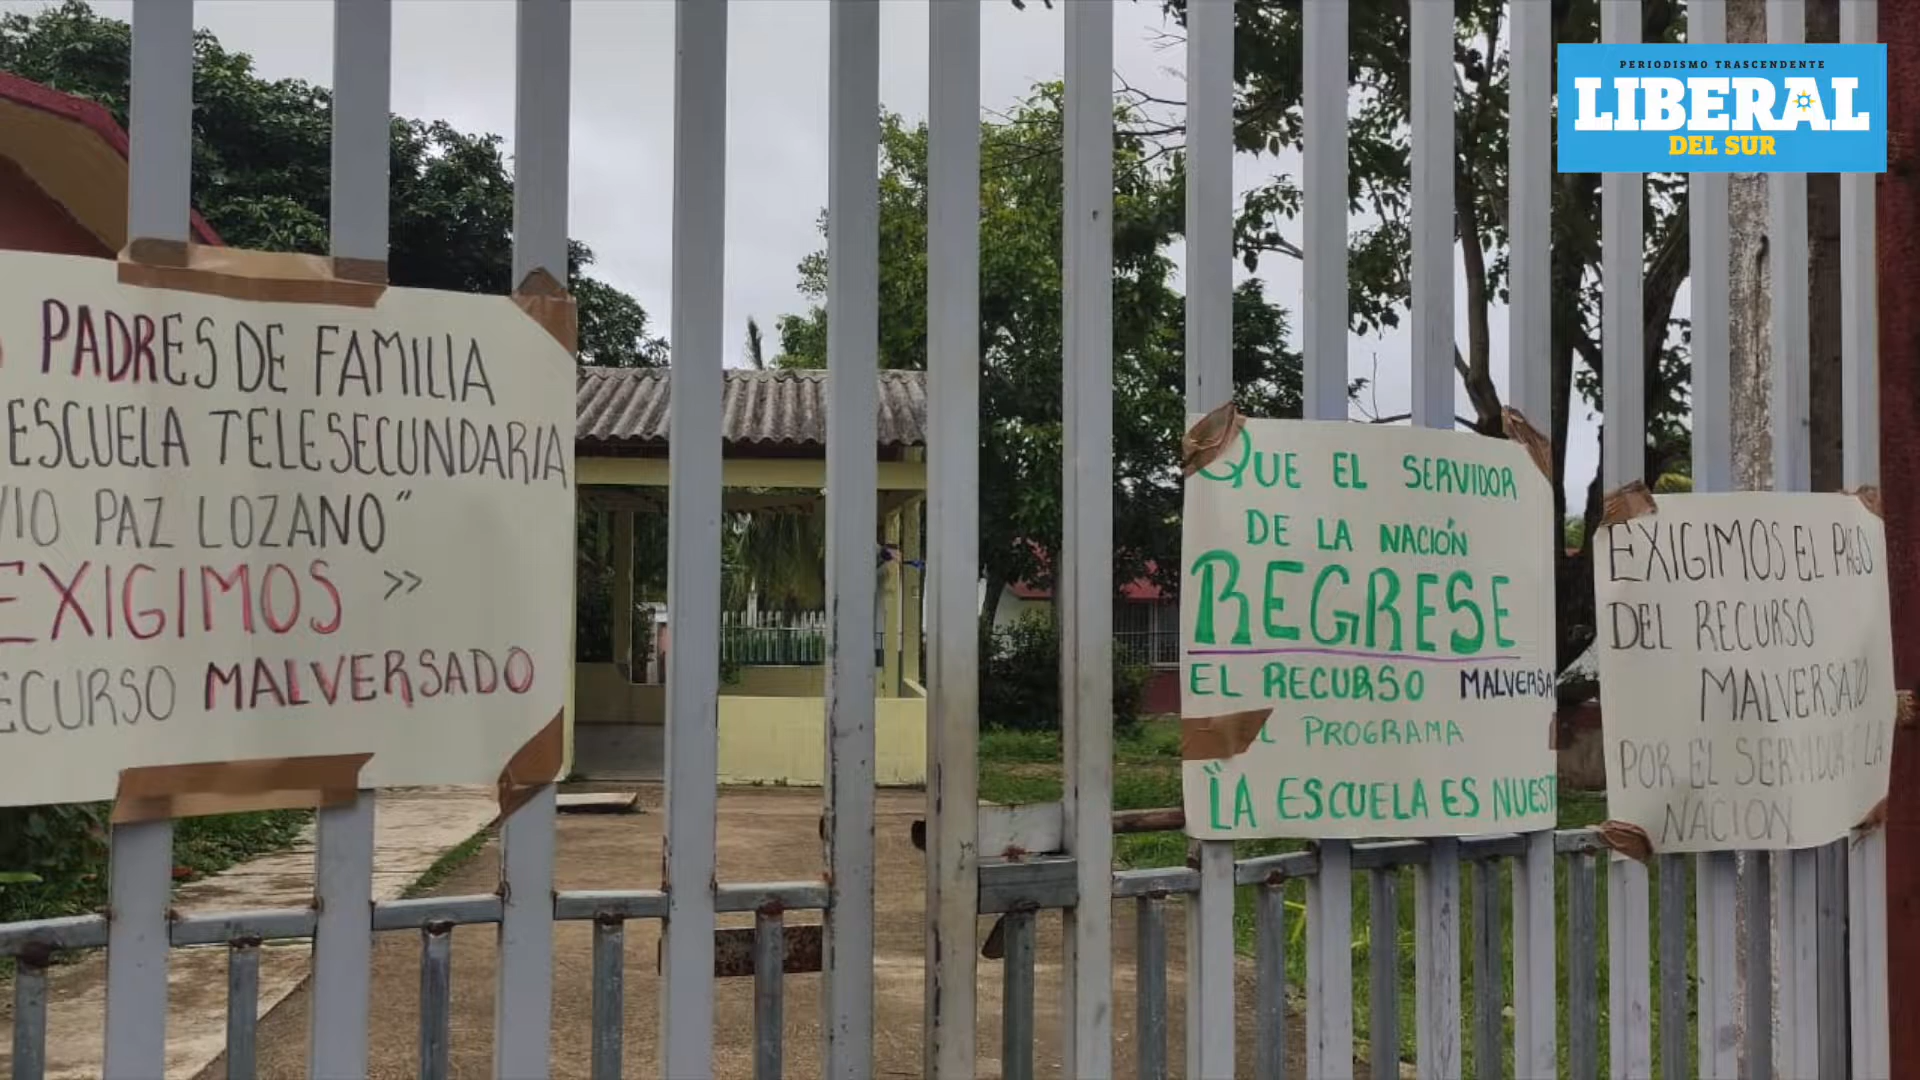 PADRES DE FAMILIA
ESCUELA TELESECUNDARIA
VIO PAZ LOZANO"
EXIGIMOS >>
ECURSO MALVERSADO
QUE EL SERVIDOR
DE LA NACIÓN
REGRESE
EL RECURSO MALVERSA
L PROGRAMA
"LA ESCUELA ES NUEST
EXIGIMOS EL PAGO
DEL RECURSO
MALVERSADO
POR EL SERVIDOR
LA
NACION
PERIODISMO TRASCENDENTE
LIBERAL
DEL SUR